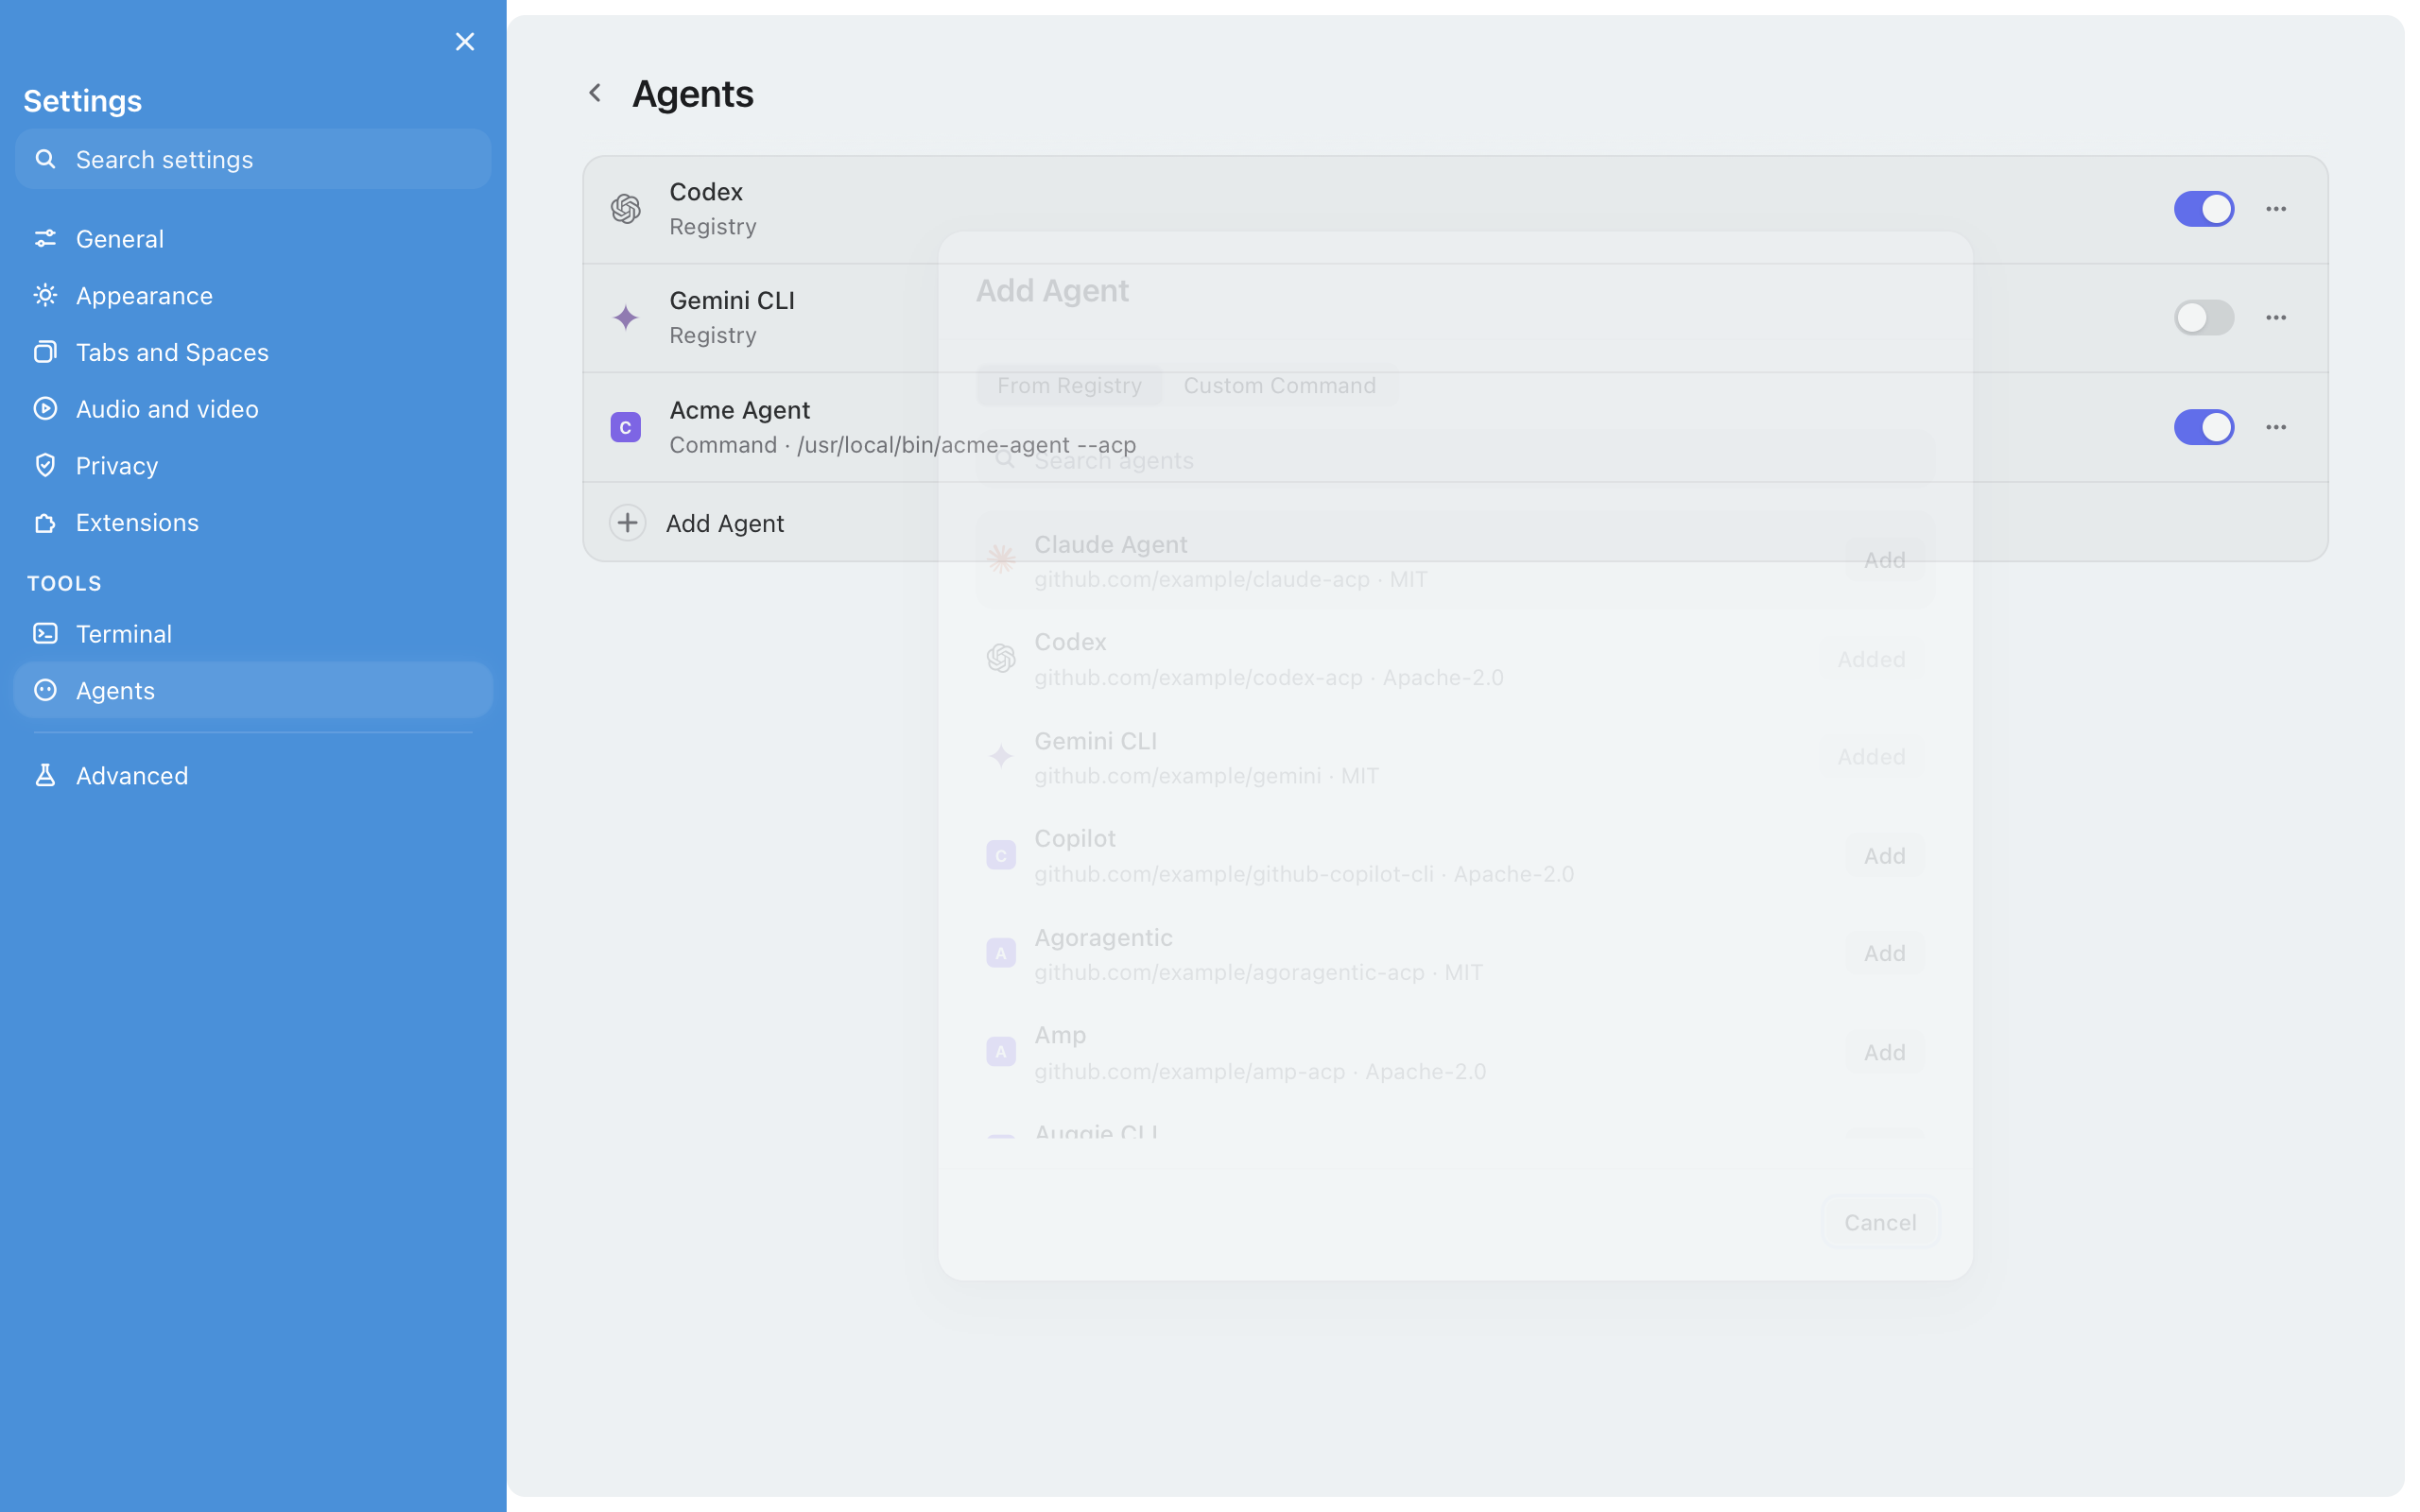 Settings
Search settings
General
Appearance
Tabs and Spaces
Audio and video
Privacy
Extensions
TOOLS
Terminal
Agents
Advanced
Agents
Codex
Registry
Gemini CLI
Registry
Acme Agent
C
Command · /usr/local/bin/acme-agent --acp
Add Agent
Add Agent
From Registry
Custom Command
Search agents
Claude Agent
github.com/example/claude-acp · MIT
Add
Codex
github.com/example/codex-acp · Apache-2.0
Added
Gemini CLI
github.com/example/gemini · MIT
Added
C
Copilot
github.com/example/github-copilot-cli · Apache-2.0
Add
A
Agoragentic
github.com/example/agoragentic-acp · MIT
Add
A
Amp
github.com/example/amp-acp · Apache-2.0
Add
Auggie CLI
Cancel